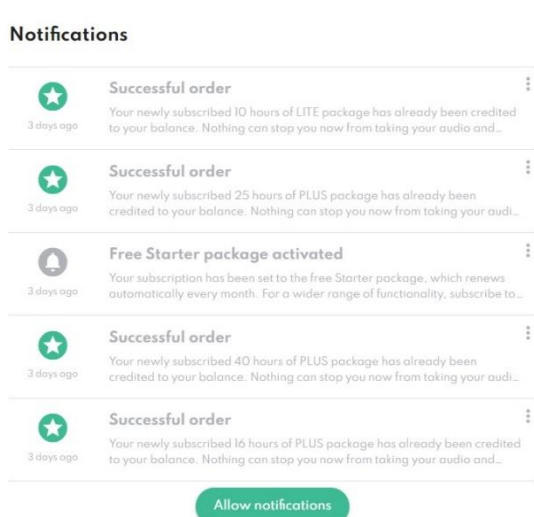 Notifications
Successful order
Your newly subscribed 10 hours of LITE package has already been credited
3 days ago
to your balance. Nothing can stop you now from taking your audio and...
Successful order
Your newly subscribed 25 hours of PLUS package has already been
3 days ago
credited to your balance. Nothing can stop you now from taking your audi...
Free Starter package activated
Your subscription has been set to the free Starter package, which renews
3 days ago
automatically every month. For a wider range of functionality, subscribe to...
Successful order
Your newly subscribed 40 hours of PLUS package has already been
3 days ago
credited to your balance. Nothing can stop you now from taking your audi...
Successful order
Your newly subscribed 16 hours of PLUS package has already been credited
3 days ago
to your balance. Nothing can stop you now from taking your audio and...
Allow notifications